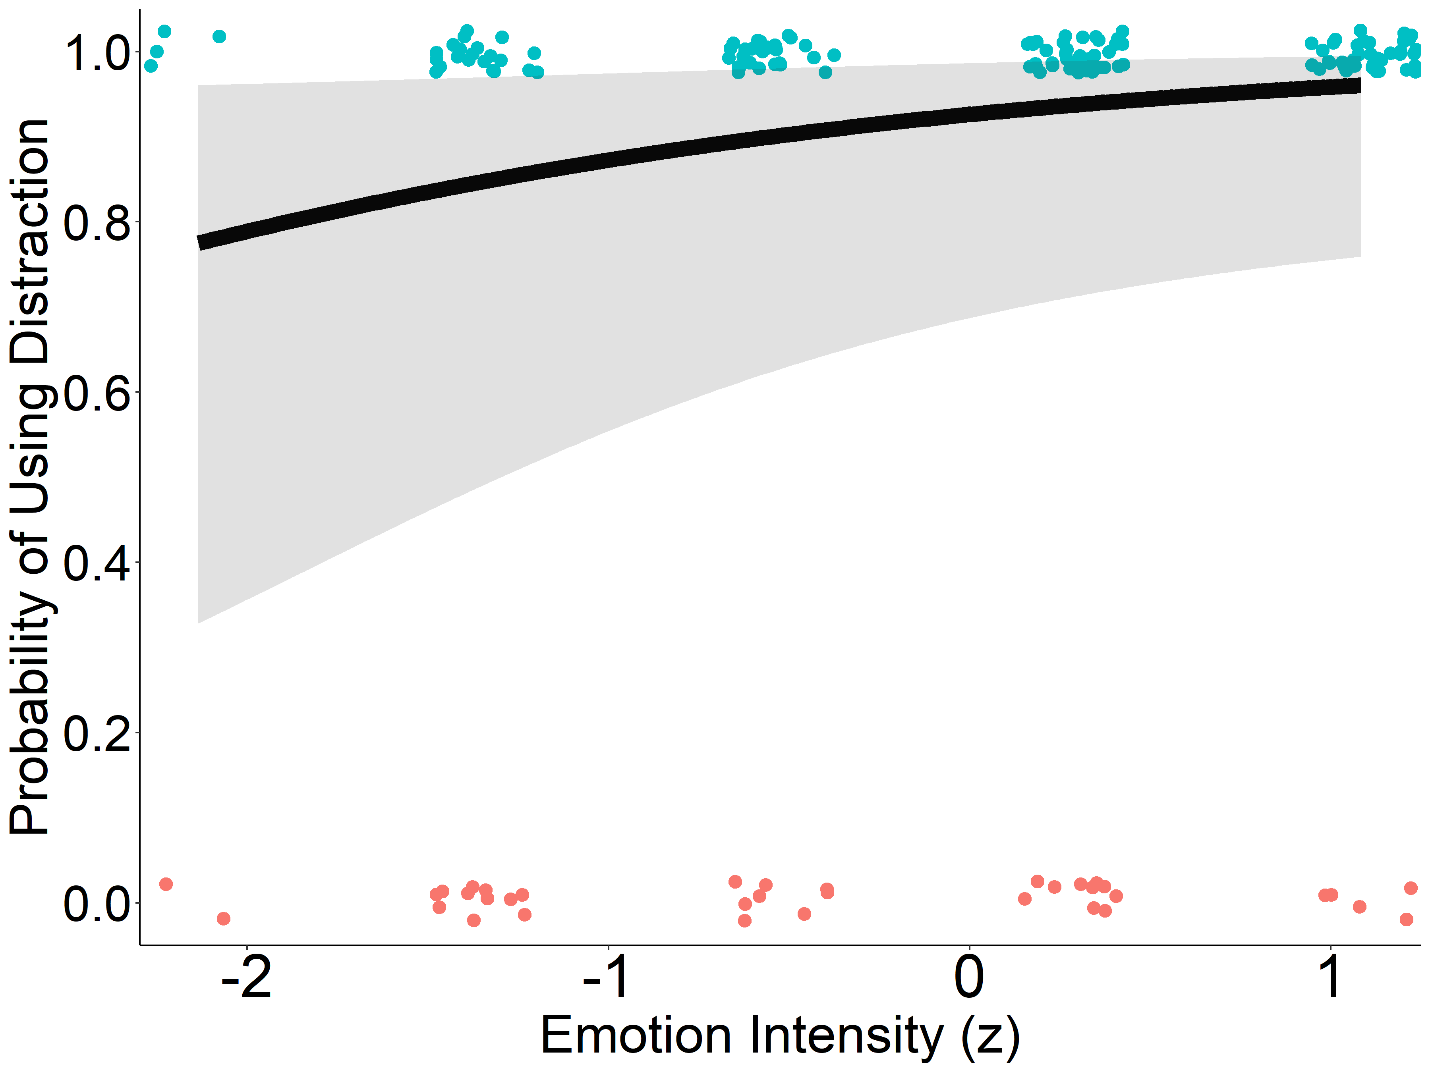 Probability of Using Distraction
1.0
0.8
0.6
0.4
0.2
0.0
-2 -1 0 1
Emotion Intensity (z)